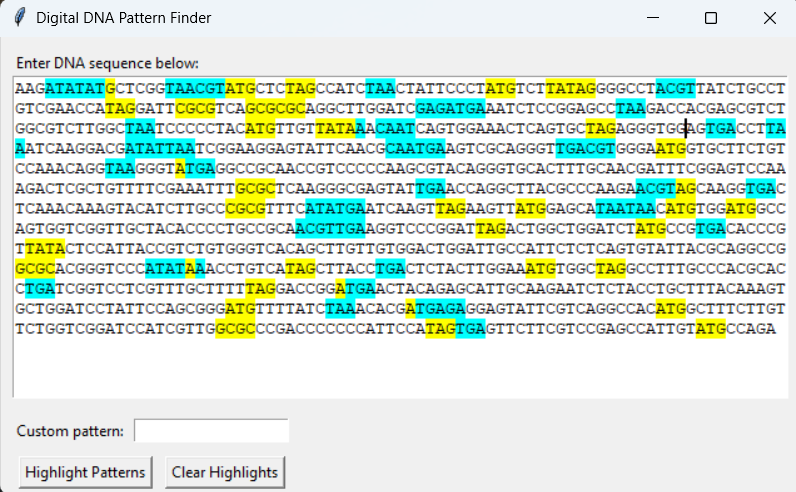 Digital DNA Pattern Finder
Enter DNA sequence below:
AAGATATATGCTCGGTAACGTATGCTCTAGCCATCTAACTATTCCCTATGTCTTATAGGGGCCTACGTTATCTGCCT
GTCGAACCATAGGATTCGCGTCAGCGCGCAGGCTTGGATCGAGATGAAATCTCCGGAGCCTAAGACCACGAGCGTCT
GGCGTCTTGGCTAATCCCCCTACATGTTGTTATAAACAATCAGTGGAAACTCAGTGCTAGAGGGTGGAGTGACCTTA
AATCAAGGACGATATTAATCGGAAGGAGTATTCAACGCAATGAAGTCGCAGGGTTGACGTGGGAATGGTGCTTCTGT
CCAAACAGGTAAGGGTATGAGGCCGCAACCGTCCCCCAAGCGTACAGGGTGCACTTTGCAACGATTTCGGAGTCCAA
AGACTCGCTGTTTTCGAAATTTGCGCTCAAGGGCGAGTATTGAACCAGGCTTACGCCCAAGAACGTAGCAAGGTGAC
TCAAACAAAGTACATCTTGCCCGCGTTTCATATGAATCAAGTTAGAAGTTATGGAGCATAATAACATGTGGATGGCC
AGTGGTCGGTTGCTACACCCCTGCCGCAACGTTGAAGGTCCCGGATTAGACTGGCTGGATCTATGCCGTGACACCCG
TTATACTCCATTACCGTCTGTGGGTCACAGCTTGTTGTGGACTGGATTGCCATTCTCTCAGTGTATTACGCAGGCCG
GCGCACGGGTCCCATATAAACCTGTCATAGCTTACCTGACTCTACTTGGAAATGTGGCTAGGCCTTTGCCCACGCAC
CTGATCGGTCCTCGTTTGCTTTTTAGGACCGGATGAACTACAGAGCATTGCAAGAATCTCTACCTGCTTTACAAAGT
GCTGGATCCTATTCCAGCGGGATGTTTTATCTAAACACGATGAGAGGAGTATTCGTCAGGCCACATGGCTTTCTTGT
TCTGGTCGGATCCATCGTTGGCGCCCGACCCCCCCATTCCATAGTGAGTTCTTCGTCCGAGCCATTGTATGCCAGA
Custom pattern:
Highlight Patterns Clear Highlights